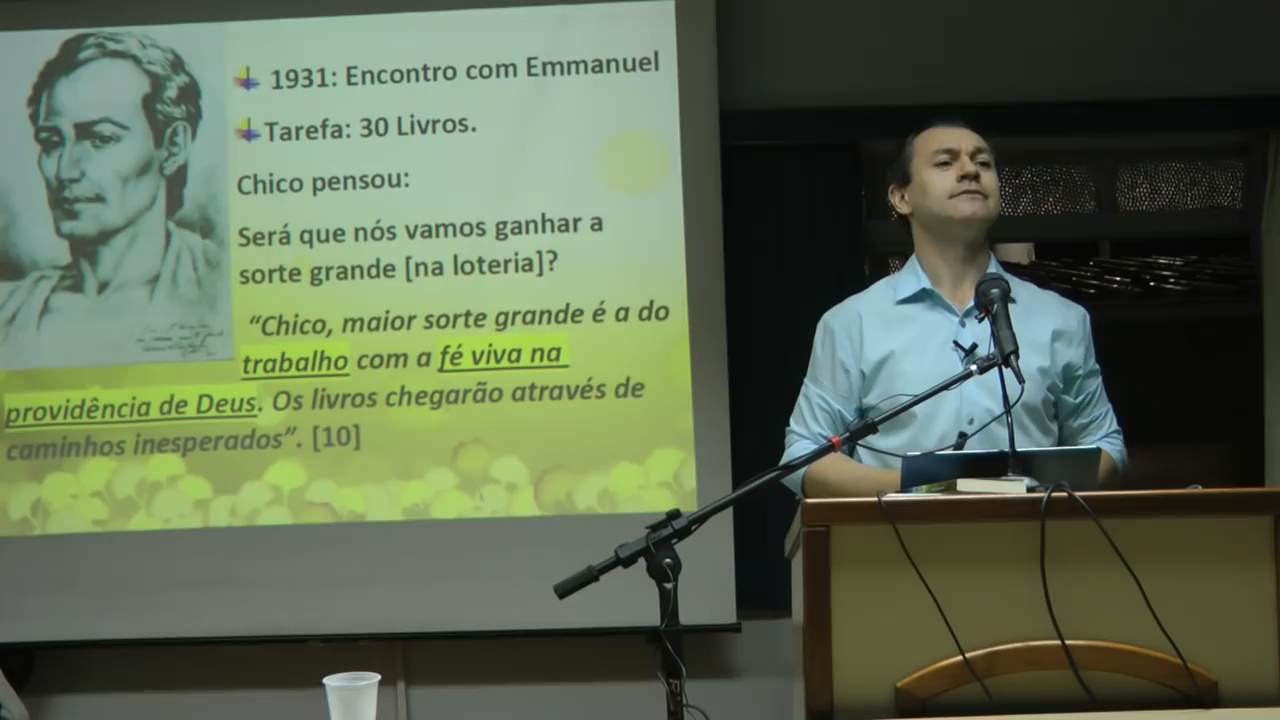 1931: Encontro com Emmanuel
Tarefa: 30 Livros.
Chico pensou:
Será que nós vamos ganhar a
sorte grande [na loteria]?
“Chico, maior sorte grande é a do
trabalho com a fé viva na
providência de Deus. Os livros chegarão através de
caminhos inesperados”. [10]